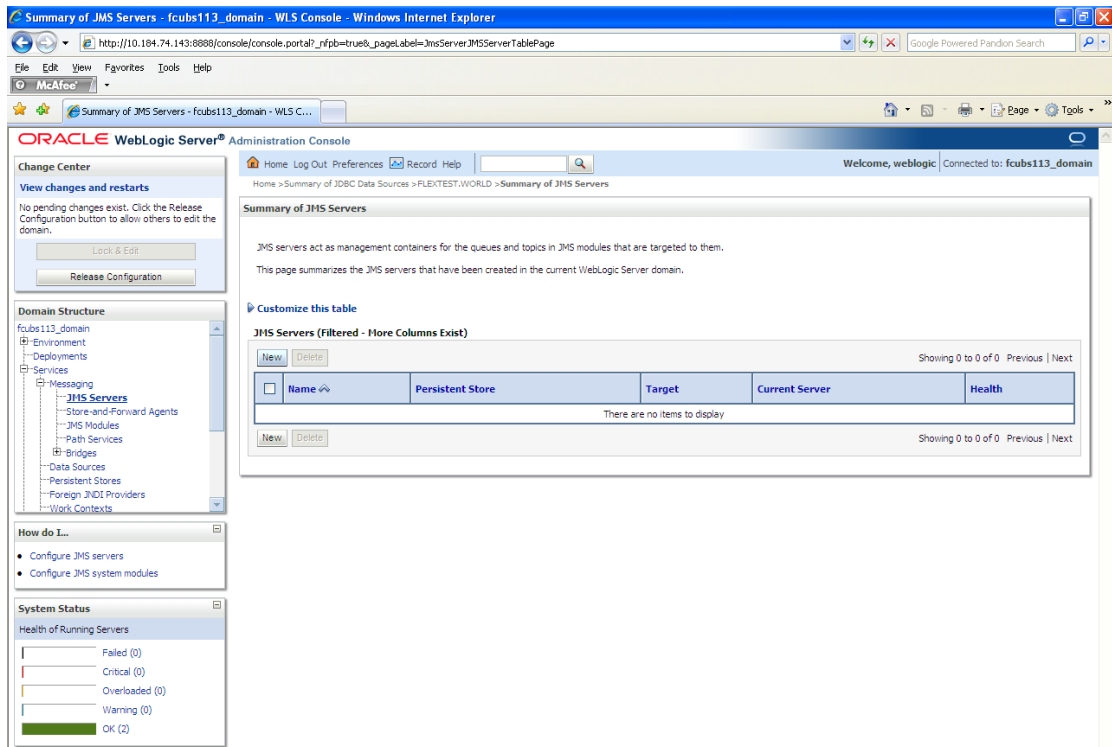 Summary of JMS Servers - fcubs113_domain - WLS Console - Windows Internet Explorer
http://10.184.74.143:8888/console/console.portal?_nfpb=true&_pageLabel=JmsServerJMSServerTablePage
Google Powered Pandion Search
File Edit View Favorites Tools Help
McAfee
Summary of JMS Servers - fcubs113_domain - WLS C...
Page Tools
ORACLE WebLogic Server® Administration Console
Change Center
View changes and restarts
No pending changes exist. Click the Release
Configuration button to allow others to edit the
domain.
Lock & Edit
Release Configuration
Domain Structure
fcubs113_domain
Environment
Deployments
Services
Messaging
JMS Servers
Store-and-Forward Agents
JMS Modules
Path Services
Bridges
Data Sources
Persistent Stores
Foreign JNDI Providers
Work Contexts
How do I...
Configure JMS servers
Configure JMS system modules
System Status
Health of Running Servers
Failed (0)
Critical (0)
Overloaded (0)
Warning (0)
OK (2)
Home Log Out Preferences Record Help
Welcome, weblogic Connected to: fcubs113_domain
Home >Summary of JDBC Data Sources >FLEXTEST.WORLD >Summary of JMS Servers
Summary of JMS Servers
JMS servers act as management containers for the queues and topics in JMS modules that are targeted to them.
This page summarizes the JMS servers that have been created in the current WebLogic Server domain.
Customize this table
JMS Servers (Filtered - More Columns Exist)
New Delete Showing 0 to 0 of 0 Previous | Next
Name Persistent Store Target Current Server Health
There are no items to display
New Delete Showing 0 to 0 of 0 Previous | Next